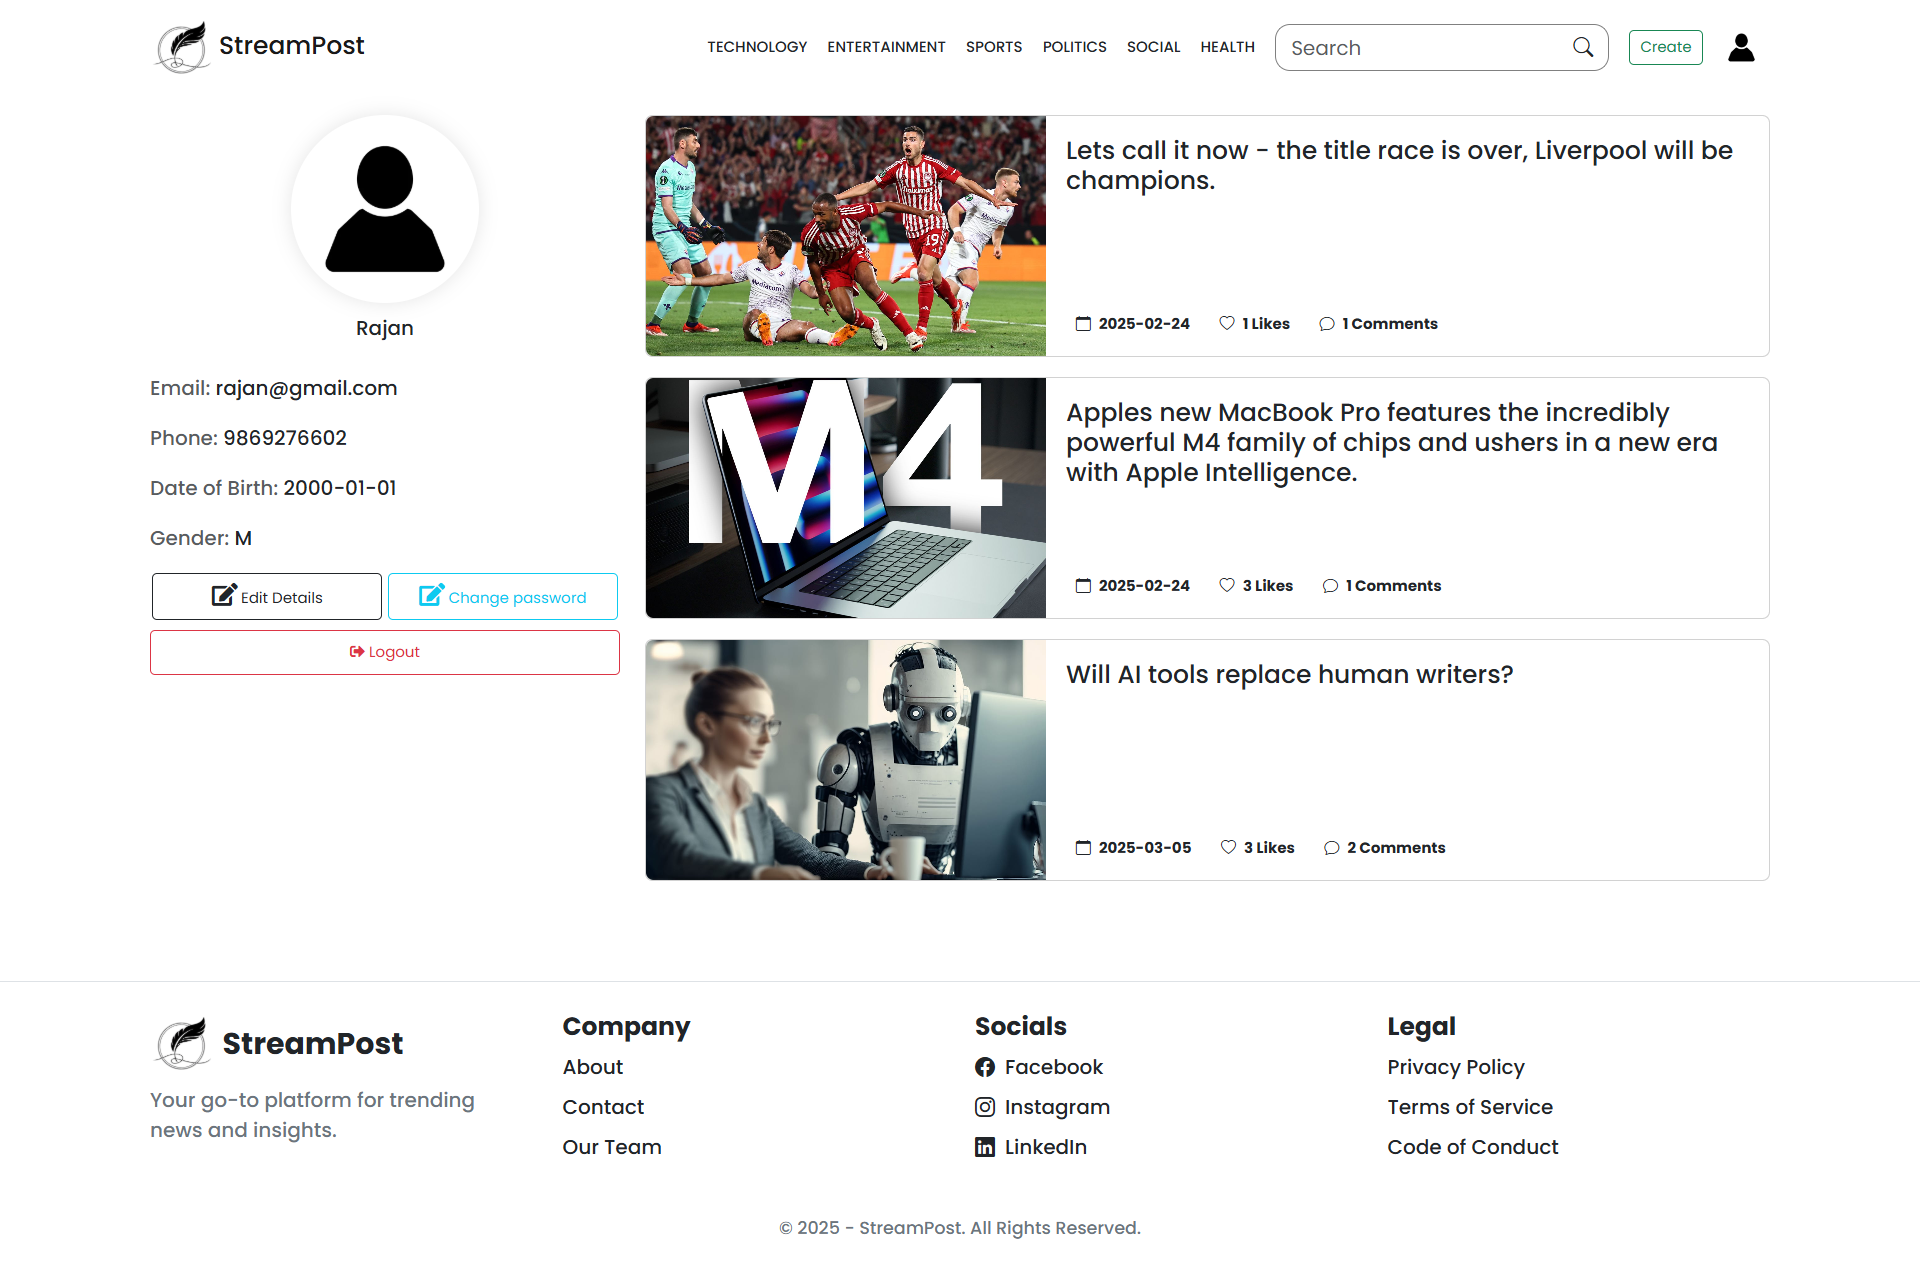 StreamPost
TECHNOLOGY ENTERTAINMENT SPORTS POLITICS SOCIAL HEALTH Search Create
Rajan
Email: rajan@gmail.com
Phone: 9869276602
Date of Birth: 2000-01-01
Gender: M
Edit Details Change password
Logout
19
Lets call it now - the title race is over, Liverpool will be
champions.
2025-02-24 1 Likes 1 Comments
M4
Apples new MacBook Pro features the incredibly
powerful M4 family of chips and ushers in a new era
with Apple Intelligence.
2025-02-24 3 Likes 1 Comments
Will AI tools replace human writers?
2025-03-05 3 Likes 2 Comments
StreamPost
Your go-to platform for trending
news and insights.
Company
About
Contact
Our Team
Socials
Facebook
Instagram
LinkedIn
Legal
Privacy Policy
Terms of Service
Code of Conduct
© 2025 - StreamPost. All Rights Reserved.